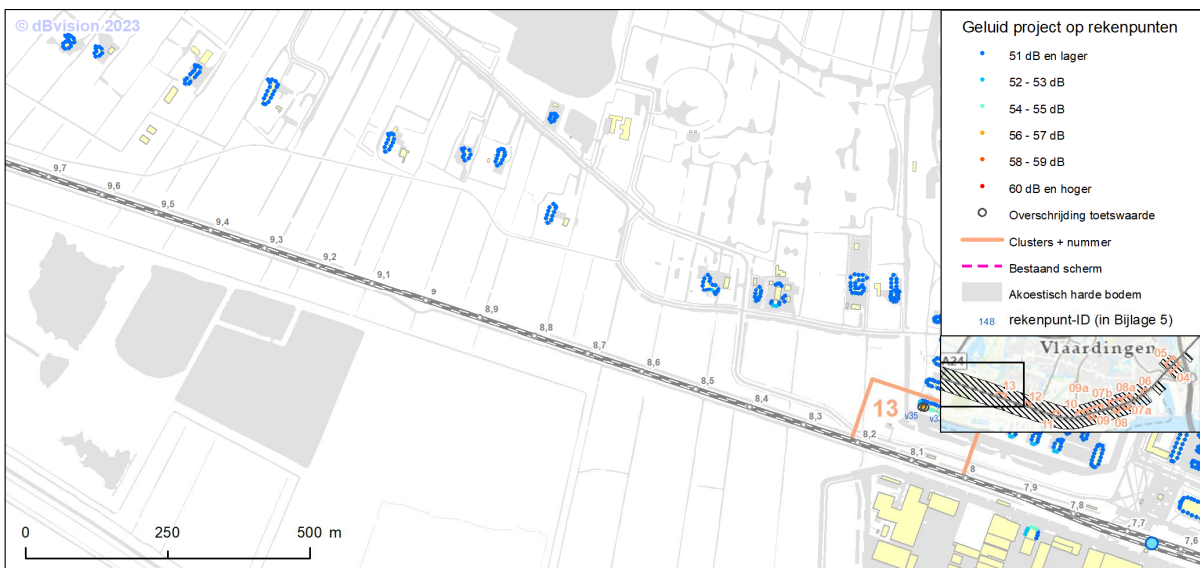 © dBvision 2023
Geluid project op rekenpunten
51 dB en lager
52 - 53 dB
54 - 55 dB
56 - 57 dB
58 - 59 dB
60 dB en hoger
Overschrijding toetswaarde
Clusters + nummer
Bestaand scherm
Akoestisch harde bodem
148 rekenpunt-ID (in Bijlage 5)
9,7
9,6
9,5
9,4
9,3
9,2
9,1
9
8,9
8,8
8,7
8,6
8,5
8,4
8,3
8,2
8,1
8
7,9
7,8
7,7
7,6
13
v35
Vlaardingen
A24
05
04
06
13
12
09a
08a
07b
10
11
09
08
07a
0 250 500 m